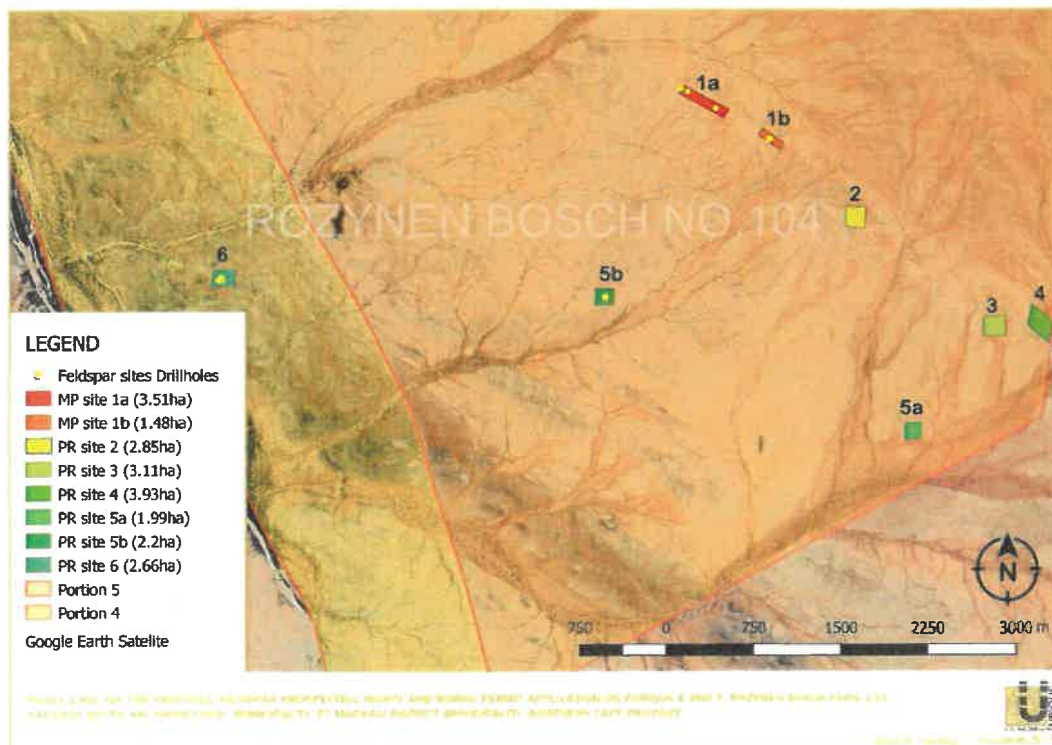 1a
1b
ROZYNEN BOSCH NO.104
2
6
5b
3
4
5a
LEGEND
Feldspar sites Drillholes
MP site 1a (3.51ha)
MP site 1b (1.48ha)
PR site 2 (2.85ha)
PR site 3 (3.11ha)
PR site 4 (3.93ha)
PR site 5a (1.99ha)
PR site 5b (2.2ha)
PR site 6 (2.66ha)
Portion 5
Portion 4
Google Earth Satelite
N
750 0 750 1500 2250 3000 m